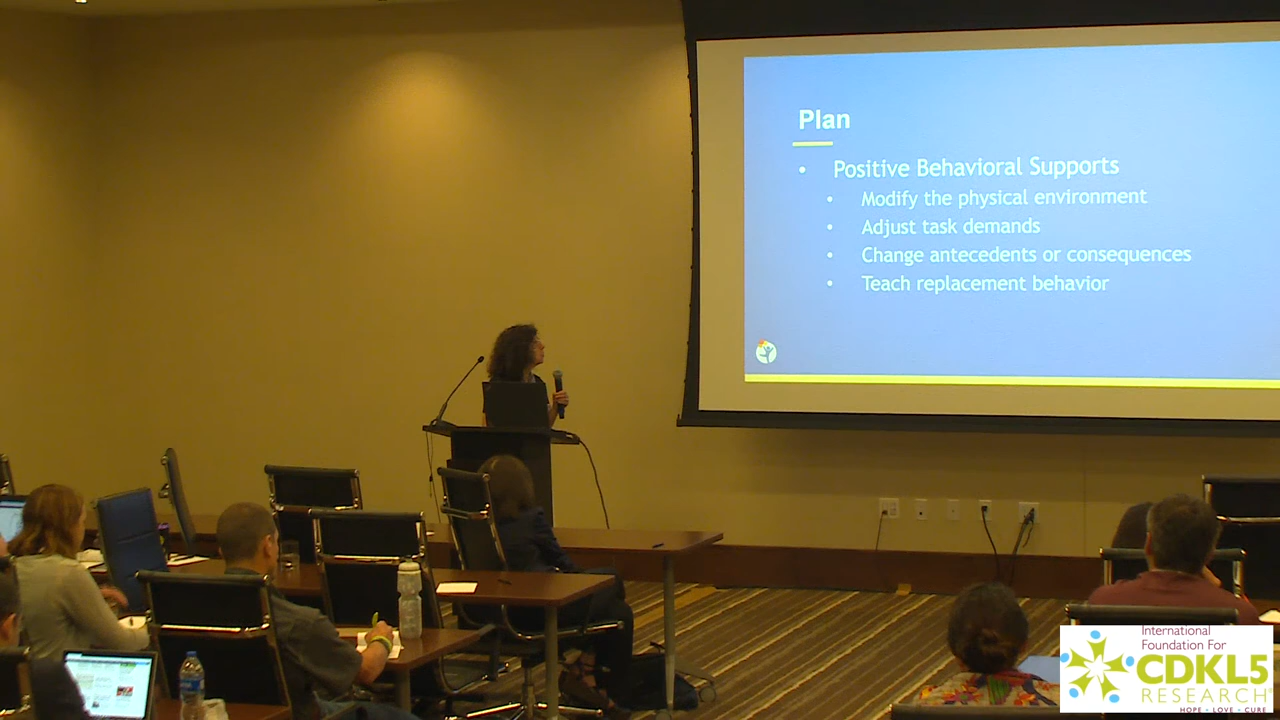 Plan
• Positive Behavioral Supports
• Modify the physical environment
• Adjust task demands
• Change antecedents or consequences
• Teach replacement behavior
International
Foundation For
CDKL5
RESEARCH
HOPE • LOVE • CURE